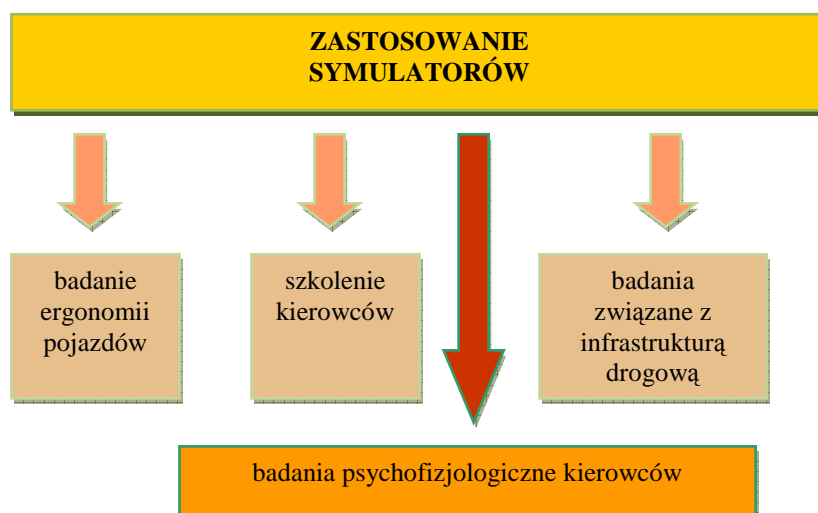 ZASTOSOWANIE
SYMULATORÓW
badanie
ergonomii
pojazdów
szkolenie
kierowców
badania
związane z
infrastrukturą
drogową
badania psychofizjologiczne kierowców